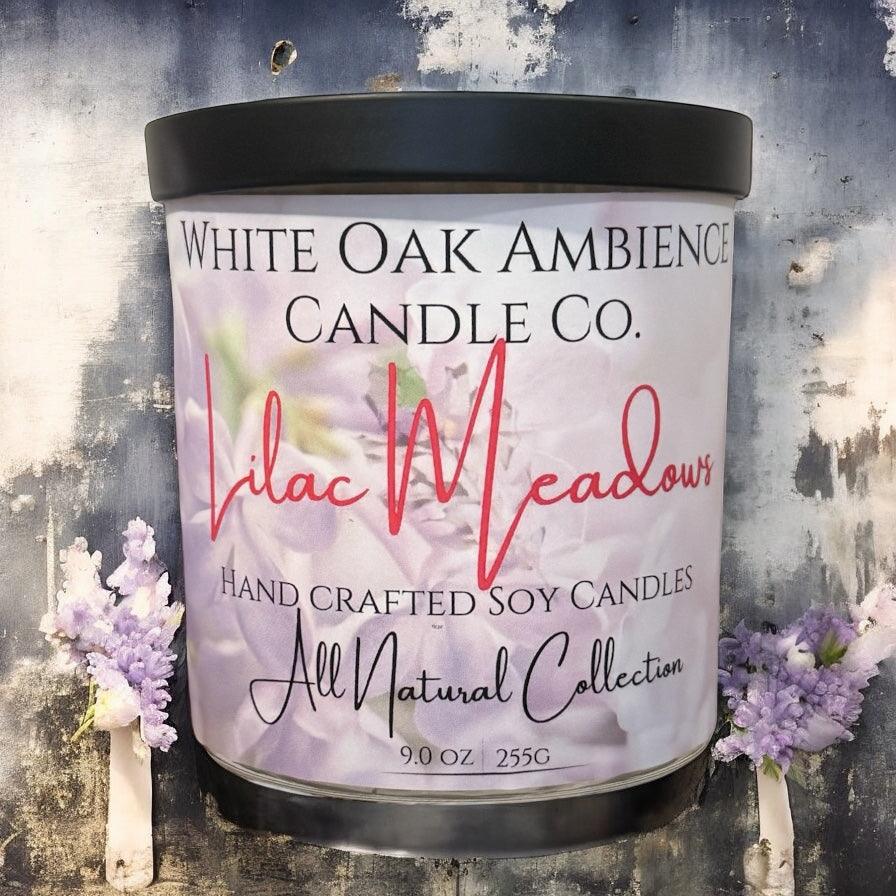 White Oak Ambience
Candle Co.
Lilac Meadows
Hand crafted Soy Candles
All Natural Collection
9.0 oz | 255g